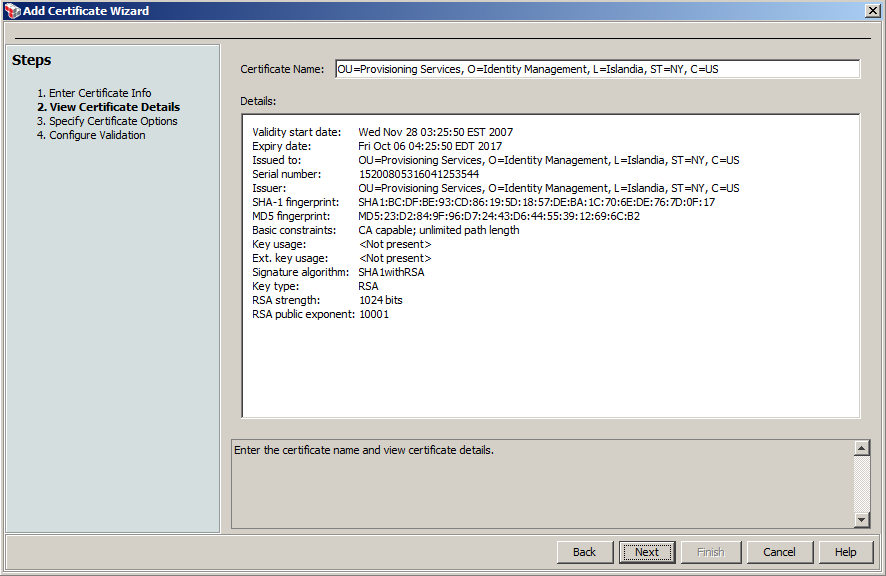 Add Certificate Wizard
Steps
1. Enter Certificate Info
2. View Certificate Details
3. Specify Certificate Options
4. Configure Validation
Certificate Name: OU=Provisioning Services, O=Identity Management, L=Islandia, ST=NY, C=US
Details:
Validity start date: Wed Nov 28 03:25:50 EST 2007
Expiry date: Fri Oct 06 04:25:50 EDT 2017
Issued to: OU=Provisioning Services, O=Identity Management, L=Islandia, ST=NY, C=US
Serial number: 15200805316041253544
Issuer: OU=Provisioning Services, O=Identity Management, L=Islandia, ST=NY, C=US
SHA-1 fingerprint: SHA1:BC:DF:BE:93:CD:86:19:5D:18:57:DE:BA:1C:70:6E:DE:76:7D:0F:17
MD5 fingerprint: MD5:23:D2:84:9F:96:D7:24:43:D6:44:55:39:12:69:6C:B2
Basic constraints: CA capable; unlimited path length
Key usage: <Not present>
Ext. key usage: <Not present>
Signature algorithm: SHA1withRSA
Key type: RSA
RSA strength: 1024 bits
RSA public exponent: 10001
Enter the certificate name and view certificate details.
Back Next Finish Cancel Help